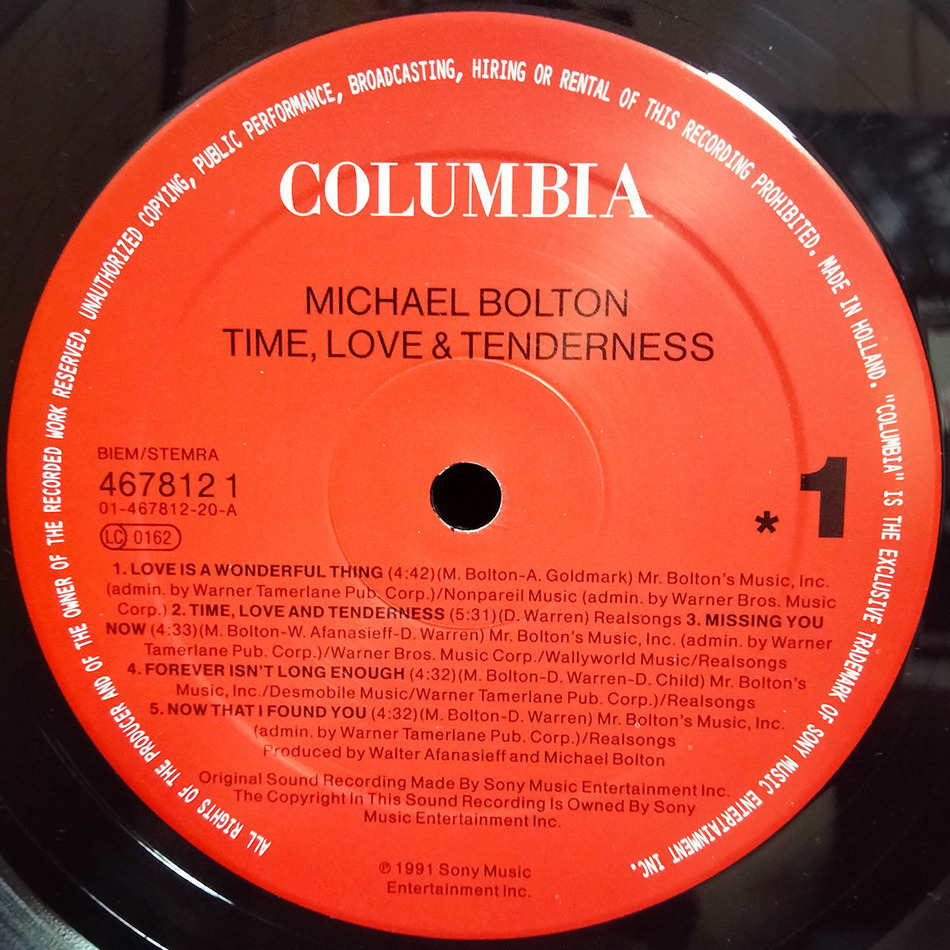 ALL RIGHTS OF THE PRODUCER AND OF THE OWNER OF THE RECORDED WORK RESERVED. UNAUTHORIZED COPYING, PUBLIC PERFORMANCE, BROADCASTING, HIRING OR RENTAL OF THIS RECORDING PROHIBITED. MADE IN HOLLAND. "COLUMBIA" IS THE EXCLUSIVE TRADEMARK OF SONY MUSIC ENTERTAINMENT INC.
COLUMBIA
MICHAEL BOLTON
TIME, LOVE & TENDERNESS
BIEM/STEMRA
467812 1
01-467812-20-A
LC 0162
* 1
1. LOVE IS A WONDERFUL THING (4:42)(M. Bolton-A. Goldmark) Mr. Bolton's Music, Inc.
(admin. by Warner Tamerlane Pub. Corp.)/Nonpareil Music (admin. by Warner Bros. Music
Corp.) 2. TIME, LOVE AND TENDERNESS (5:31)(D. Warren) Realsongs 3. MISSING YOU
NOW (4:33)(M. Bolton-W. Afanasieff-D. Warren) Mr. Bolton's Music, Inc. (admin. by Warner
Tamerlane Pub. Corp.)/Warner Bros. Music Corp./Wallyworld Music/Realsongs
4. FOREVER ISN'T LONG ENOUGH (4:32)(M. Bolton-D. Warren-D. Child) Mr. Bolton's
Music, Inc./Desmobile Music/Warner Tamerlane Pub. Corp.)/Realsongs
5. NOW THAT I FOUND YOU (4:32)(M. Bolton-D. Warren) Mr. Bolton's Music, Inc.
(admin. by Warner Tamerlane Pub. Corp.)/Realsongs
Produced by Walter Afanasieff and Michael Bolton
Original Sound Recording Made By Sony Music Entertainment Inc.
The Copyright In This Sound Recording Is Owned By Sony
Music Entertainment Inc.
℗ 1991 Sony Music
Entertainment Inc.